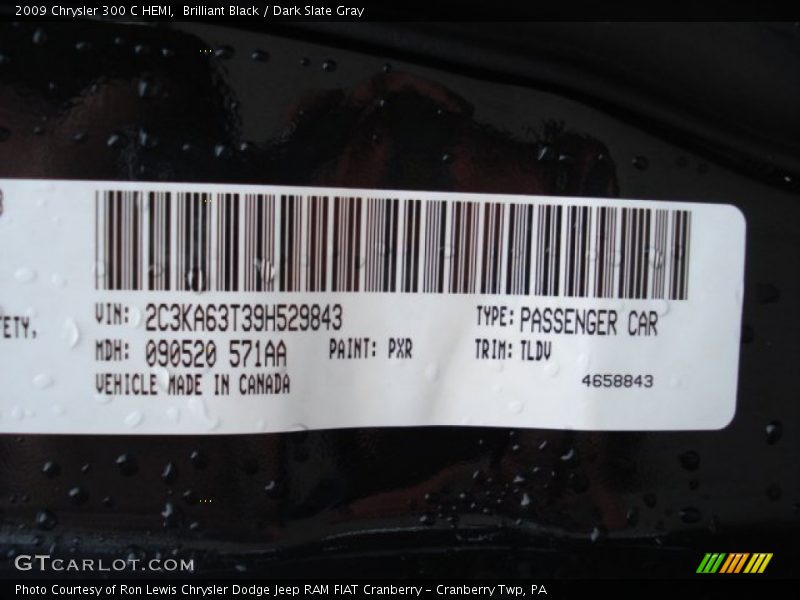 2009 Chrysler 300 C HEMI, Brilliant Black / Dark Slate Gray
VIN: 2C3KA63T39H529843 TYPE: PASSENGER CAR
MDH: 090520 571AA PAINT: PXR TRIM: TLDV
VEHICLE MADE IN CANADA 4658843
GTCARLOT.COM
Photo Courtesy of Ron Lewis Chrysler Dodge Jeep RAM FIAT Cranberry – Cranberry Twp, PA